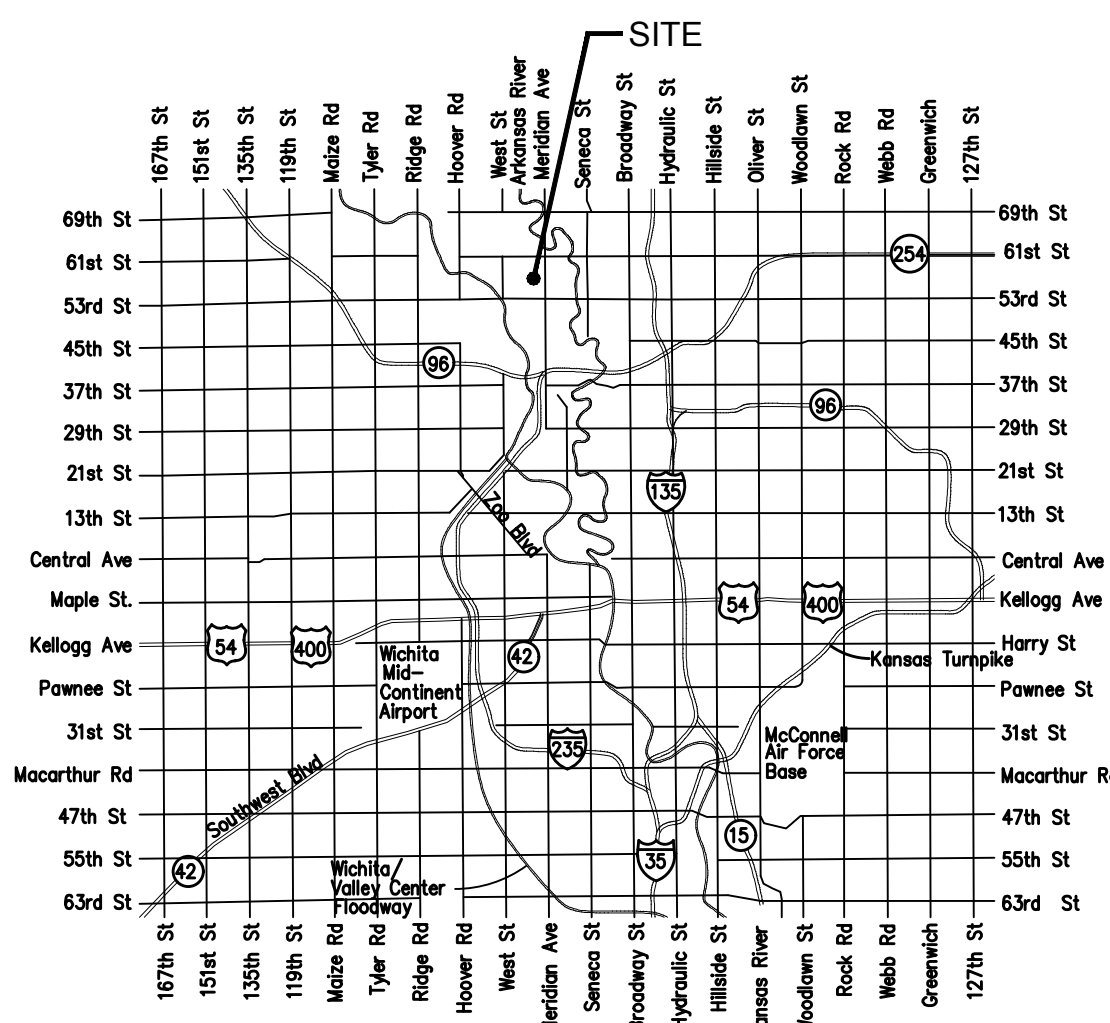 SITE
167th St
151st St
135th St
119th St
Maize Rd
Tyler Rd
Ridge Rd
Hoover Rd
West St
Arkansas River
Meridian Ave
Seneca St
Broadway St
Hydraulic St
Hillside St
Oliver St
Woodlawn St
Rock Rd
Webb Rd
Greenwich
127th St
69th St
69th St
61st St
254
61st St
53rd St
53rd St
45th St
45th St
96
37th St
37th St
96
29th St
29th St
21st St
21st St
135
13th St
Zoo Blvd
13th St
Central Ave
Central Ave
Maple St.
54
400
Kellogg Ave
Kellogg Ave
54
400
Harry St
42
Wichita
Mid-
Continent
Airport
Kansas Turnpike
Pawnee St
Pawnee St
31st St
31st St
235
McConnell
Air Force
Base
Macarthur Rd
Macarthur R
Southwest Blvd
47th St
47th St
15
55th St
35
55th St
42
Wichita/
Valley Center
Floodway
63rd St
63rd St
167th St
151st St
135th St
119th St
Maize Rd
Tyler Rd
Ridge Rd
Hoover Rd
West St
eridian Ave
Seneca St
Broadway St
Hydraulic St
Hillside St
ansas River
oodlawn St
Rock Rd
Webb Rd
Greenwich
127th St